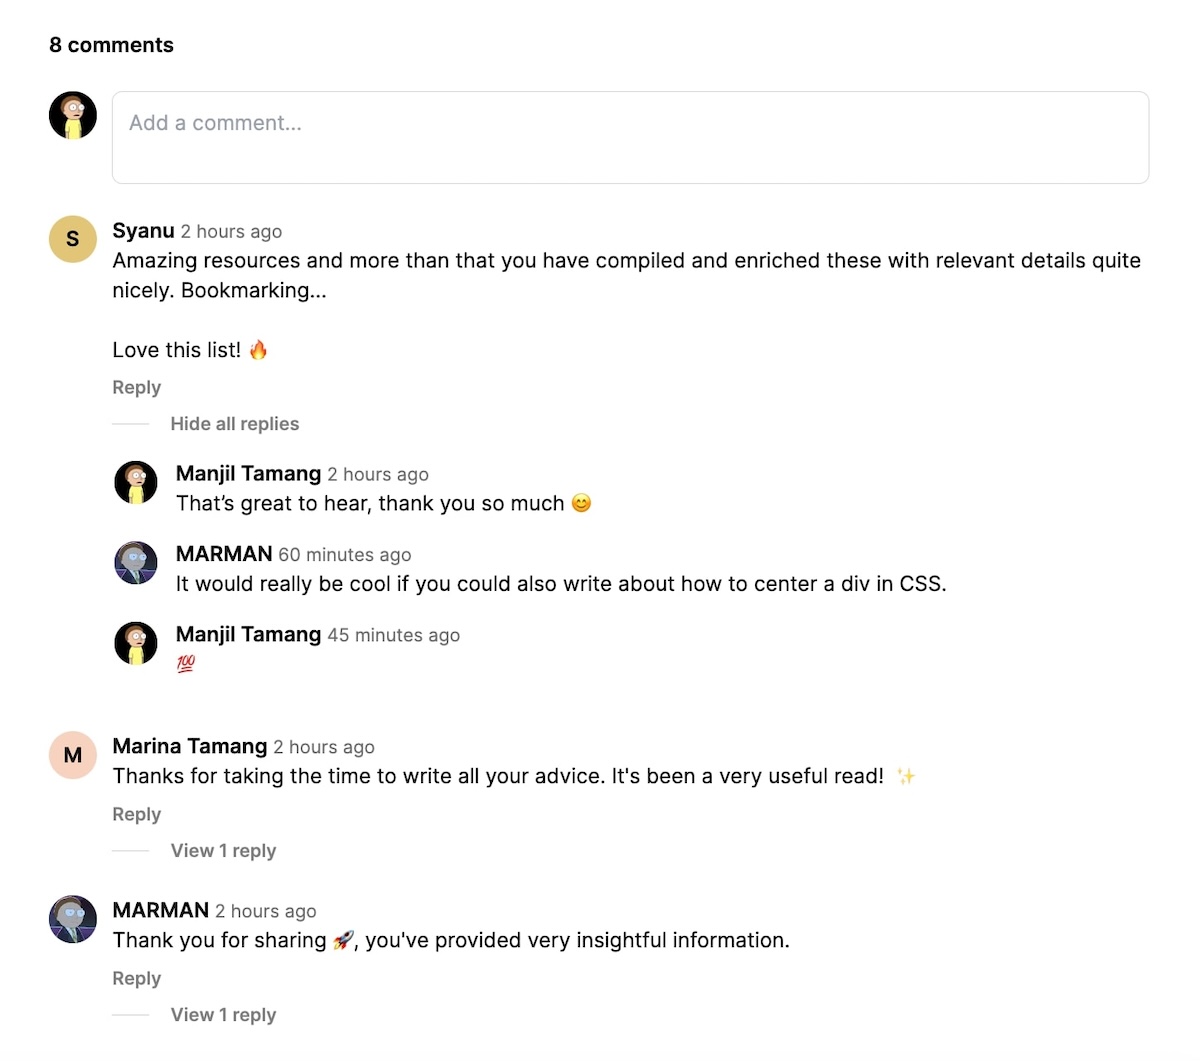 8 comments
Add a comment...
S
Syanu 2 hours ago
Amazing resources and more than that you have compiled and enriched these with relevant details quite
nicely. Bookmarking...
Love this list! 🔥
Reply
Hide all replies
Manjil Tamang 2 hours ago
That’s great to hear, thank you so much 😊
MARMAN 60 minutes ago
It would really be cool if you could also write about how to center a div in CSS.
Manjil Tamang 45 minutes ago
💯
M
Marina Tamang 2 hours ago
Thanks for taking the time to write all your advice. It's been a very useful read! ✨
Reply
View 1 reply
MARMAN 2 hours ago
Thank you for sharing 🚀, you've provided very insightful information.
Reply
View 1 reply